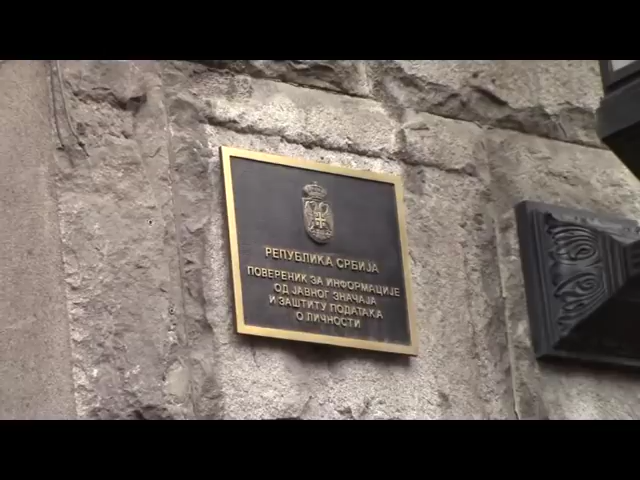 РЕПУБЛИКА СРБИЈА
ПОВЕРЕНИК ЗА ИНФОРМАЦИЈЕ
ОД ЈАВНОГ ЗНАЧАЈА
И ЗАШТИТУ ПОДАТАКА
О ЛИЧНОСТИ